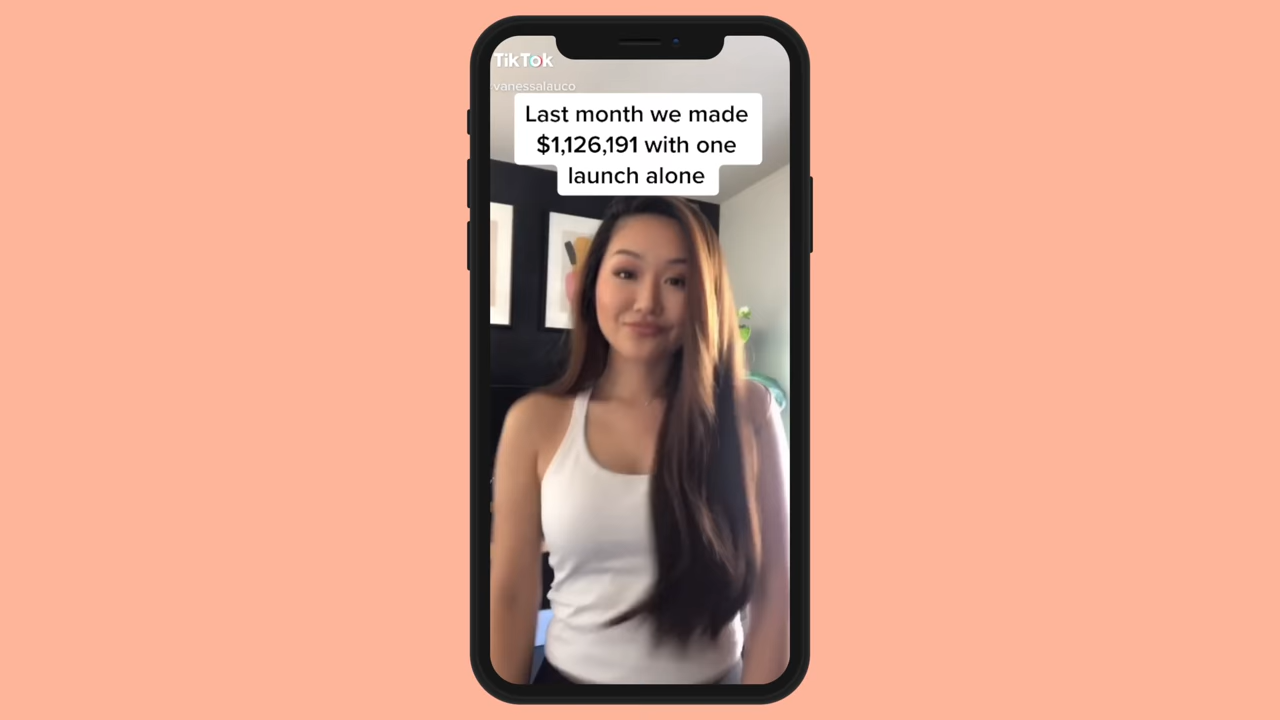 TikTok
vanessalauco
Last month we made
$1,126,191 with one
launch alone